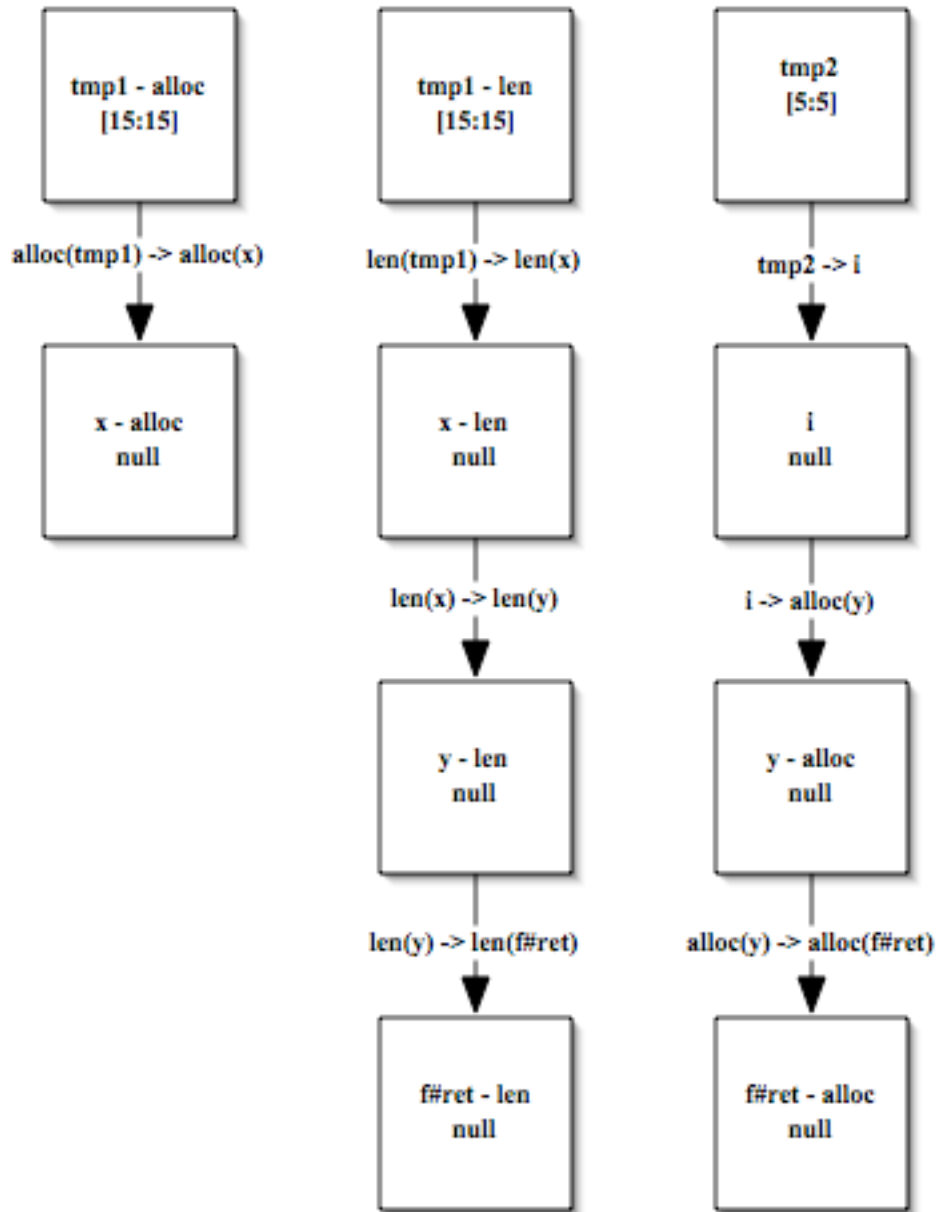 tmp1 - alloc
[15:15]
tmp1 - len
[15:15]
tmp2
[5:5]
alloc(tmp1) -> alloc(x)
len(tmp1) -> len(x)
tmp2 -> i
x - alloc
null
x - len
null
i
null
len(x) -> len(y)
i -> alloc(y)
y - len
null
y - alloc
null
len(y) -> len(f#ret)
alloc(y) -> alloc(f#ret)
f#ret - len
null
f#ret - alloc
null